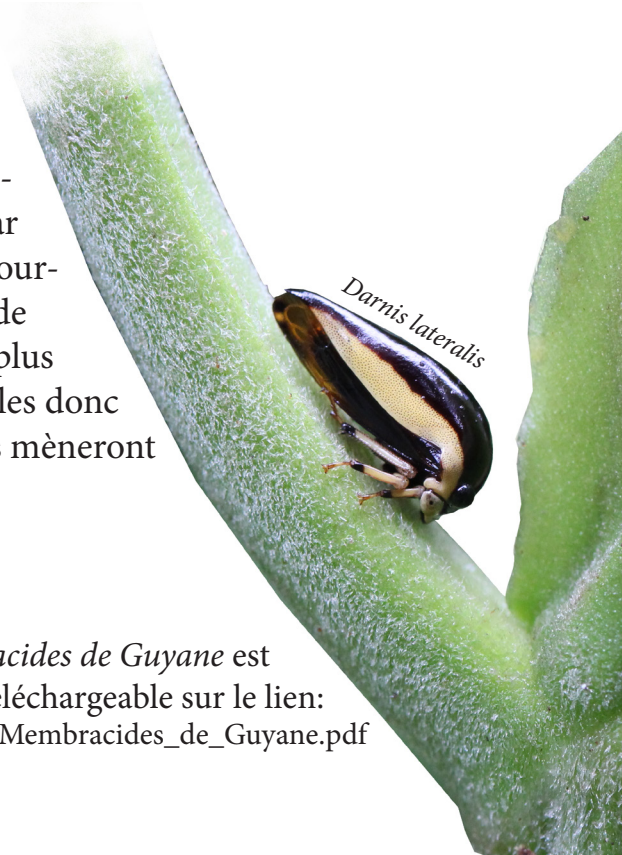 -
ar
our-
de
plus
les donc
s mèneront
Darnis lateralis
acides de Guyane est
éléchargeable sur le lien:
Membracides_de_Guyane.pdf